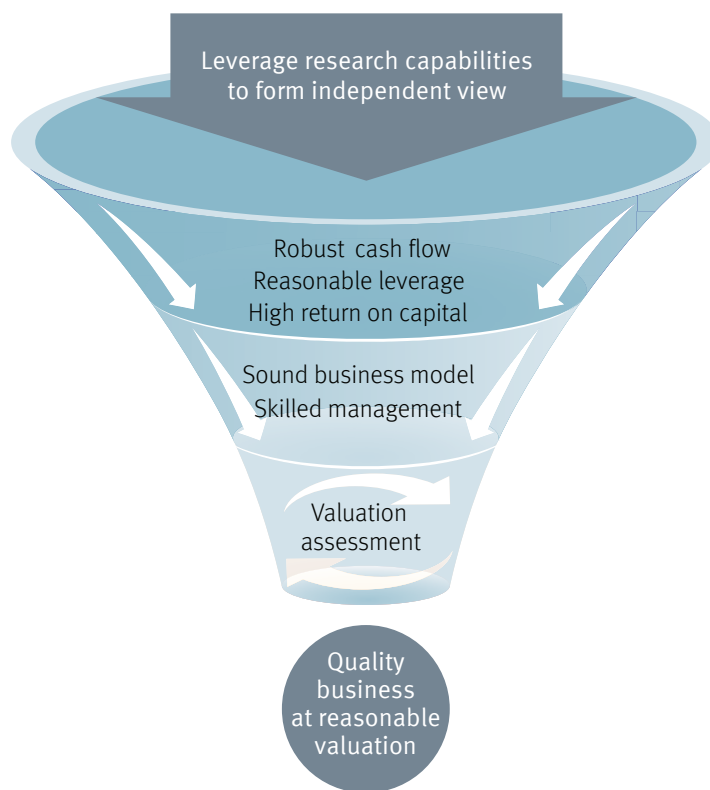 Leverage research capabilities
to form independent view
Robust cash flow
Reasonable leverage
High return on capital
Sound business model
Skilled management
Valuation
assessment
Quality
business
at reasonable
valuation